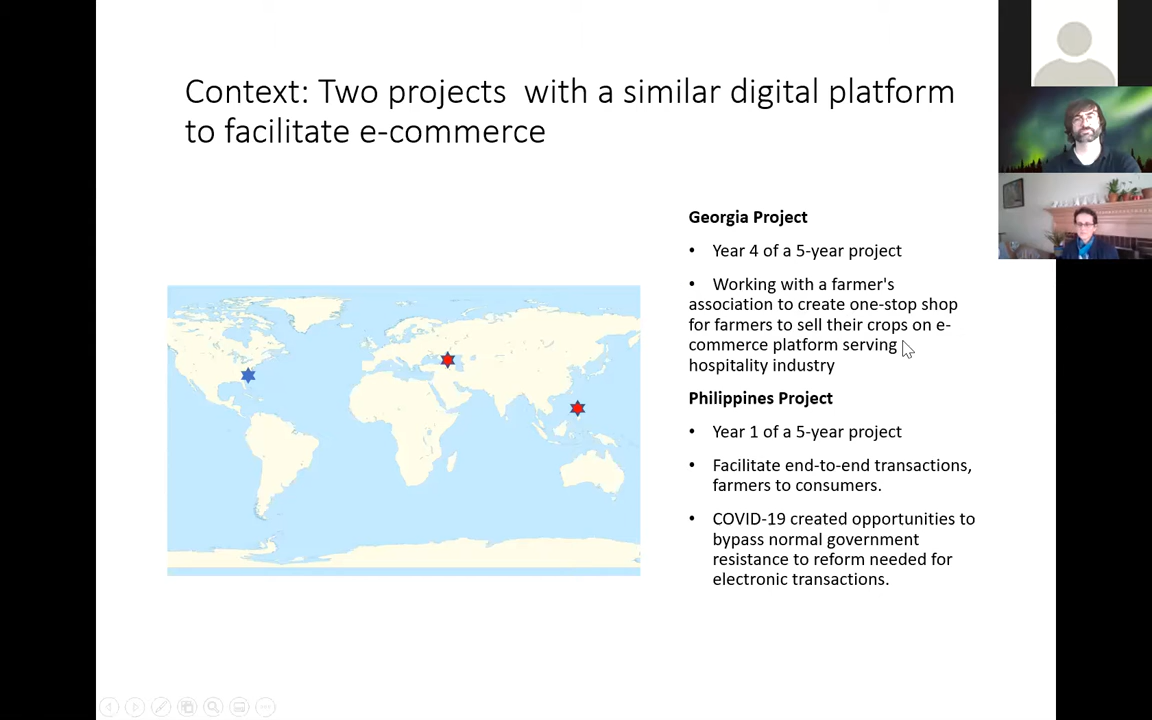 Context: Two projects  with a similar digital platform
to facilitate e-commerce
Georgia Project
• Year 4 of a 5-year project
• Working with a farmer's
association to create one-stop shop
for farmers to sell their crops on e-
commerce platform serving
hospitality industry
Philippines Project
• Year 1 of a 5-year project
• Facilitate end-to-end transactions,
farmers to consumers.
• COVID-19 created opportunities to
bypass normal government
resistance to reform needed for
electronic transactions.